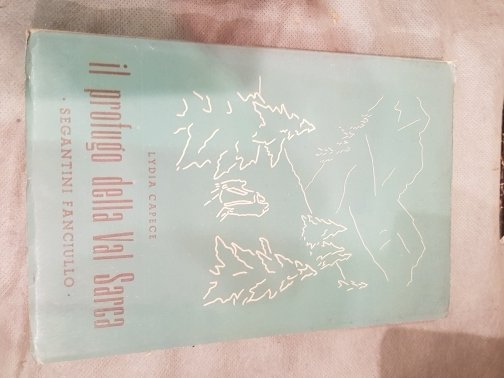 LYDIA CAPECE
il profugo della Val Sarca
· SEGANTINI FANCIULLO ·